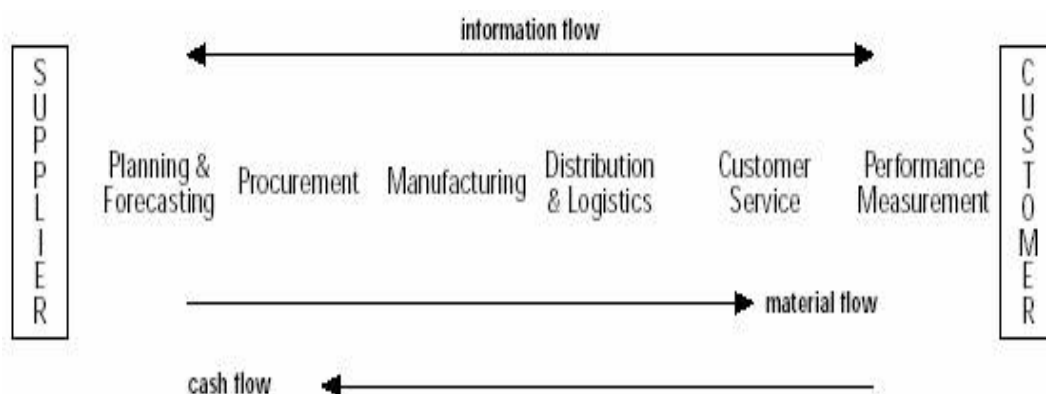 information flow
SUPPLIER
Planning &
Forecasting
Procurement
Manufacturing
Distribution
& Logistics
Customer
Service
Performance
Measurement
CUSTOMER
material flow
cash flow